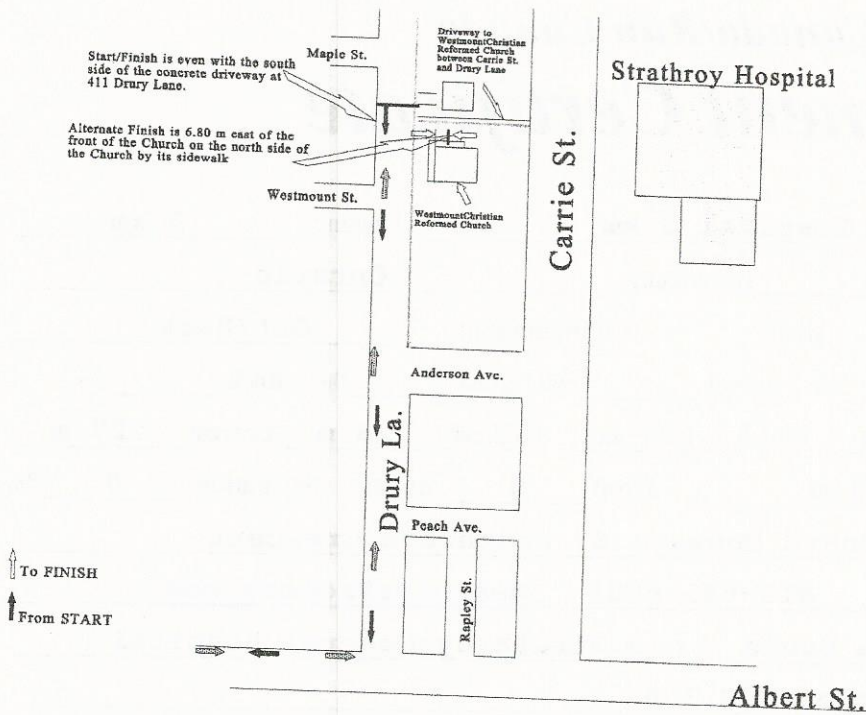 Driveway to
WestmountChristian
Reformed Church
between Carrie St.
and Drury Lane
Maple St.
Start/Finish is even with the south
side of the concrete driveway at
411 Drury Lane.
Strathroy Hospital
Alternate Finish is 6.80 m east of the
front of the Church on the north side of
the Church by its sidewalk
Westmount St.
WestmountChristian
Reformed Church
Carrie St.
Anderson Ave.
Drury La.
Peach Ave.
Rapley St.
To FINISH
From START
Albert St.